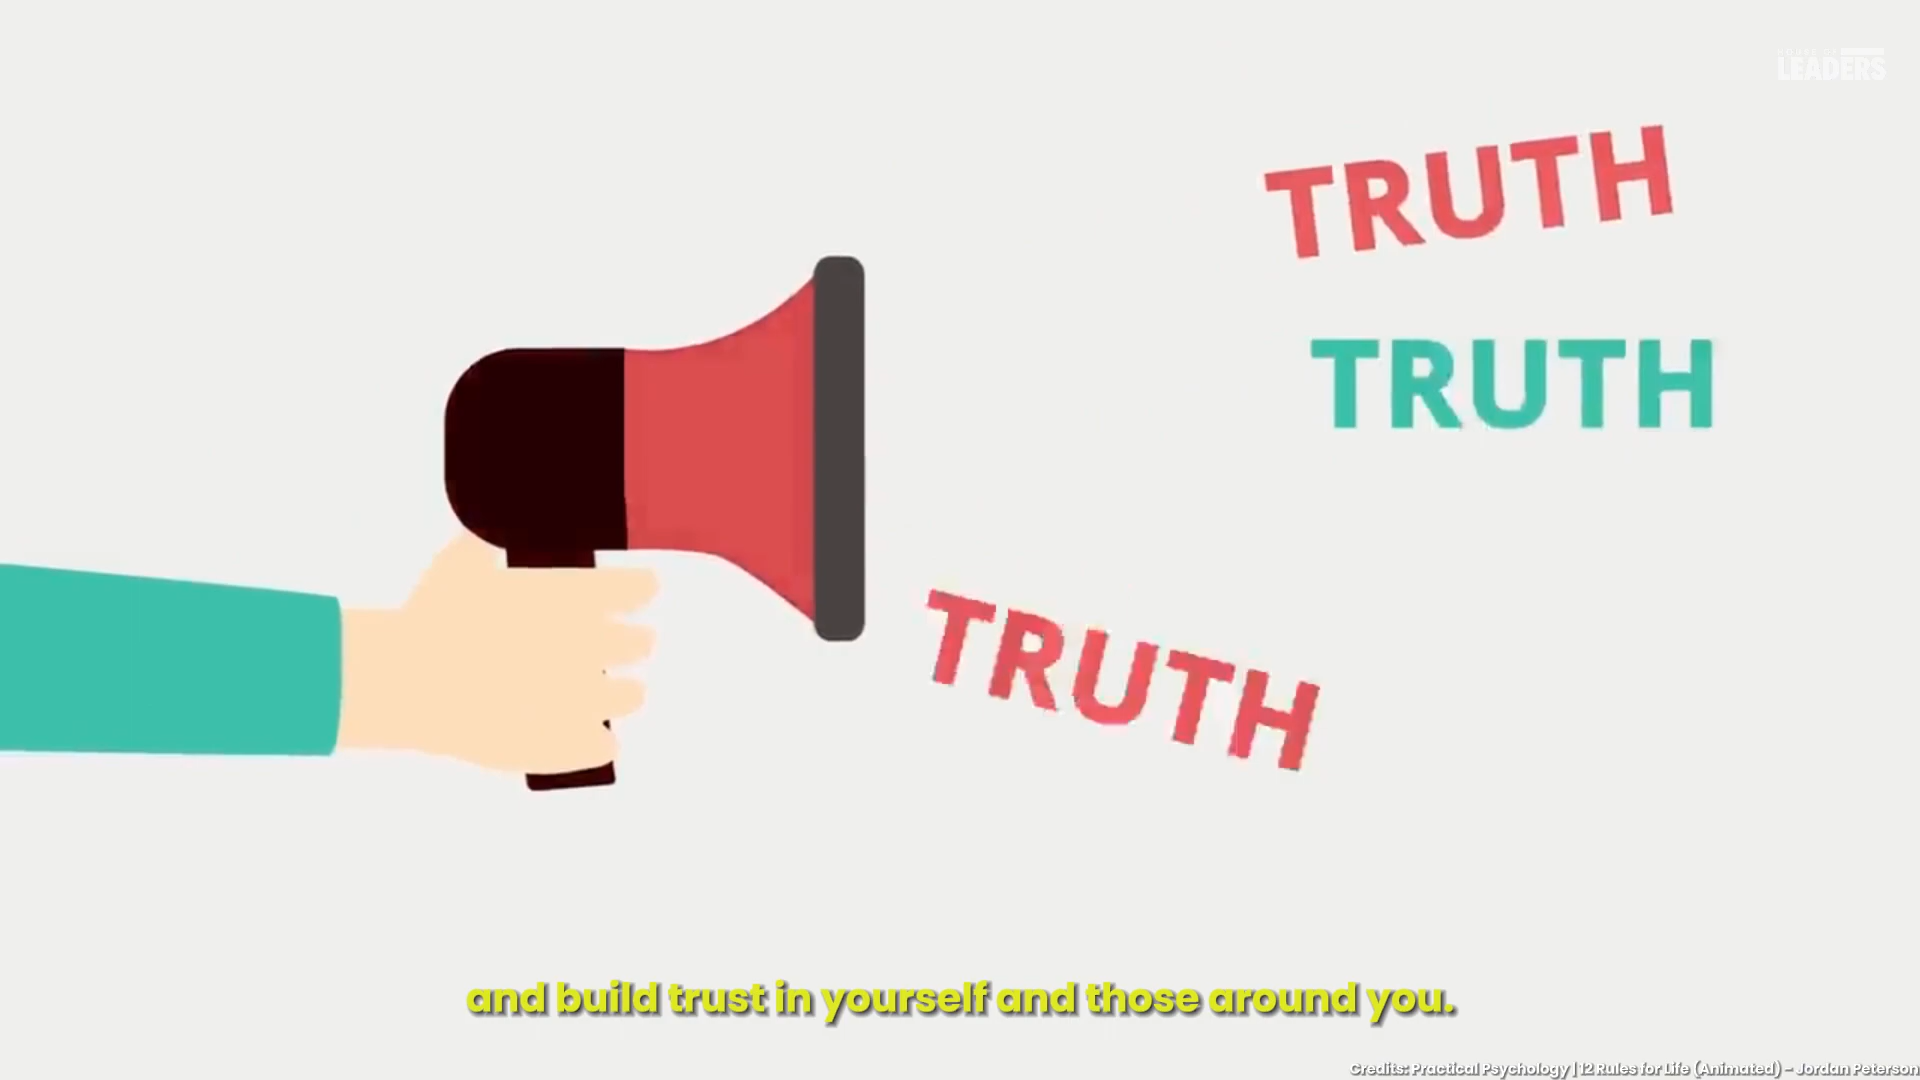 LEADERS
TRUTH
TRUTH
TRUTH
and build trust in yourself and those around you.
Credits: Practical Psychology | 12 Rules for Life (Animated) - Jordan Peterson